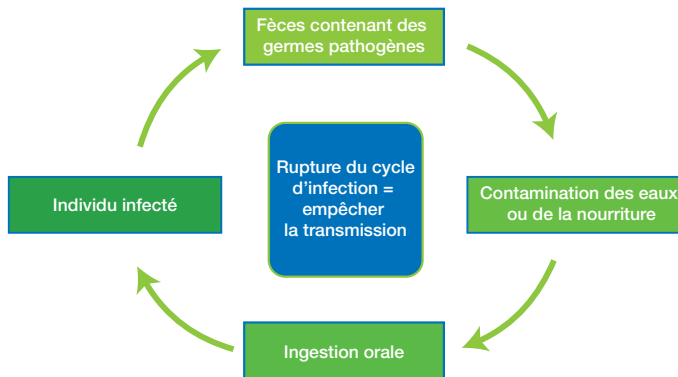 Fèces contenant des
germes pathogènes
Rupture du cycle
d'infection =
empêcher
la transmission
Individu infecté
Contamination des eaux
ou de la nourriture
Ingestion orale